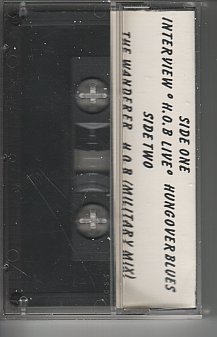 SIDE ONE
INTERVIEW * H.O.B LIVE * HUNGOVER BLUES
SIDE TWO
THE WANDERER H.O.B (MILITARY MIX)